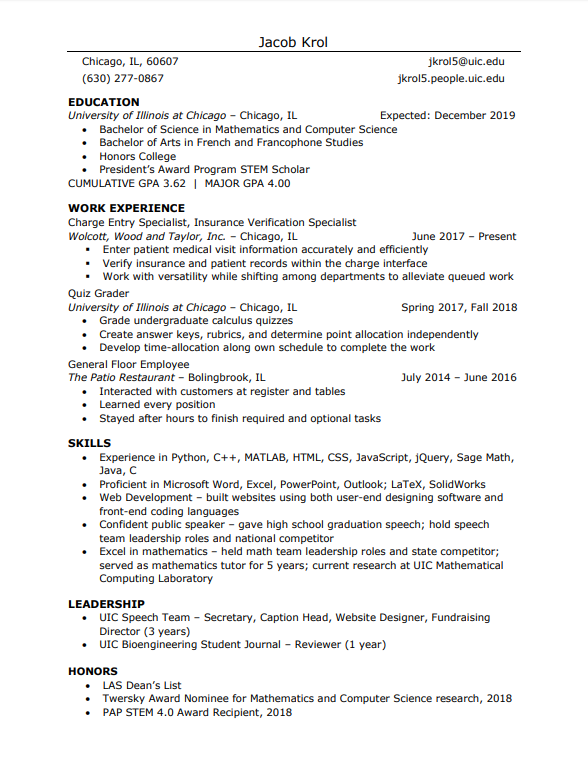 Jacob Krol
Chicago, IL, 60607 jkrol5@uic.edu
(630) 277-0867 jkrol5.people.uic.edu
EDUCATION
University of Illinois at Chicago – Chicago, IL Expected: December 2019
• Bachelor of Science in Mathematics and Computer Science
• Bachelor of Arts in French and Francophone Studies
• Honors College
• President's Award Program STEM Scholar
CUMULATIVE GPA 3.62 | MAJOR GPA 4.00
WORK EXPERIENCE
Charge Entry Specialist, Insurance Verification Specialist
Wolcott, Wood and Taylor, Inc. – Chicago, IL June 2017 – Present
▪ Enter patient medical visit information accurately and efficiently
▪ Verify insurance and patient records within the charge interface
▪ Work with versatility while shifting among departments to alleviate queued work
Quiz Grader
University of Illinois at Chicago – Chicago, IL Spring 2017, Fall 2018
• Grade undergraduate calculus quizzes
• Create answer keys, rubrics, and determine point allocation independently
• Develop time-allocation along own schedule to complete the work
General Floor Employee
The Patio Restaurant – Bolingbrook, IL July 2014 – June 2016
• Interacted with customers at register and tables
• Learned every position
• Stayed after hours to finish required and optional tasks
SKILLS
• Experience in Python, C++, MATLAB, HTML, CSS, JavaScript, jQuery, Sage Math,
Java, C
• Proficient in Microsoft Word, Excel, PowerPoint, Outlook; LaTeX, SolidWorks
• Web Development – built websites using both user-end designing software and
front-end coding languages
• Confident public speaker – gave high school graduation speech; hold speech
team leadership roles and national competitor
• Excel in mathematics – held math team leadership roles and state competitor;
served as mathematics tutor for 5 years; current research at UIC Mathematical
Computing Laboratory
LEADERSHIP
• UIC Speech Team – Secretary, Caption Head, Website Designer, Fundraising
Director (3 years)
• UIC Bioengineering Student Journal – Reviewer (1 year)
HONORS
• LAS Dean's List
• Twersky Award Nominee for Mathematics and Computer Science research, 2018
• PAP STEM 4.0 Award Recipient, 2018